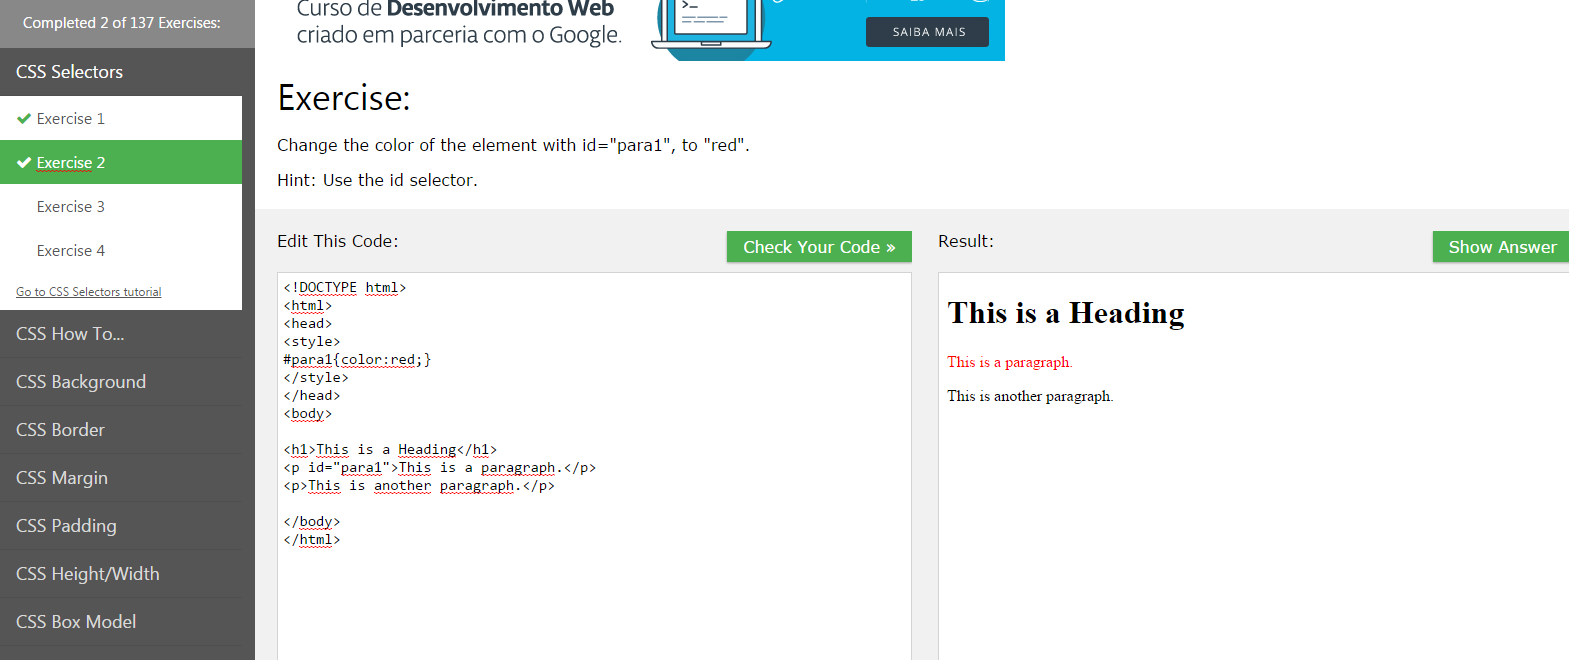 Completed 2 of 137 Exercises:
CSS Selectors
Exercise 1
Exercise 2
Exercise 3
Exercise 4
Go to CSS Selectors tutorial
CSS How To...
CSS Background
CSS Border
CSS Margin
CSS Padding
CSS Height/Width
CSS Box Model
Curso de Desenvolvimento Web
criado em parceria com o Google.
>_
SAIBA MAIS
Exercise:
Change the color of the element with id="para1", to "red".
Hint: Use the id selector.
Edit This Code:
Check Your Code »
<!DOCTYPE html>
<html>
<head>
<style>
#para1{color:red;}
</style>
</head>
<body>
<h1>This is a Heading</h1>
<p id="para1">This is a paragraph.</p>
<p>This is another paragraph.</p>
</body>
</html>
Result:
Show Answer
This is a Heading
This is a paragraph.
This is another paragraph.